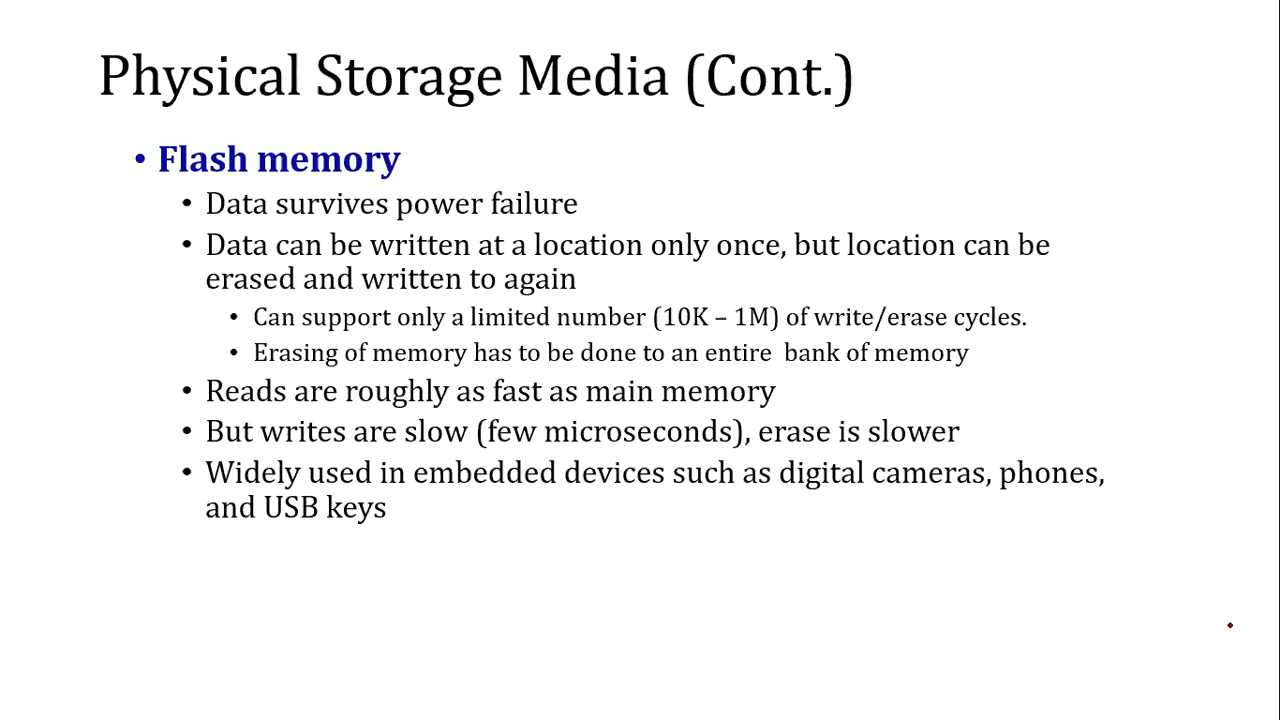 Physical Storage Media (Cont.)
• Flash memory
• Data survives power failure
• Data can be written at a location only once, but location can be
erased and written to again
• Can support only a limited number (10K – 1M) of write/erase cycles.
• Erasing of memory has to be done to an entire  bank of memory
• Reads are roughly as fast as main memory
• But writes are slow (few microseconds), erase is slower
• Widely used in embedded devices such as digital cameras, phones,
and USB keys